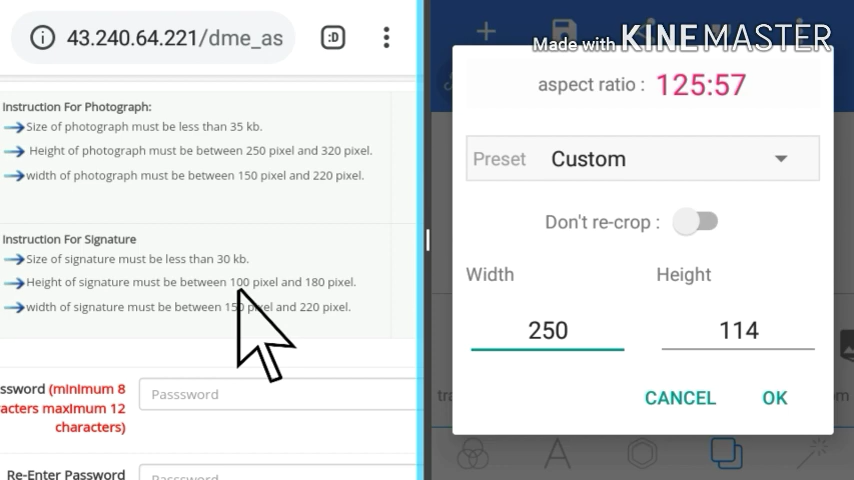 43.240.64.221/dme_as
:D
Instruction For Photograph:
Size of photograph must be less than 35 kb.
Height of photograph must be between 250 pixel and 320 pixel.
width of photograph must be between 150 pixel and 220 pixel.
Instruction For Signature
Size of signature must be less than 30 kb.
Height of signature must be between 100 pixel and 180 pixel.
width of signature must be between 150 pixel and 220 pixel.
ssword (minimum 8
acters maximum 12
characters)
Passsword
Re-Enter Password
Made with KINEMASTER
aspect ratio : 125:57
Preset Custom
Don't re-crop :
Width Height
250 114
CANCEL OK
tra
om